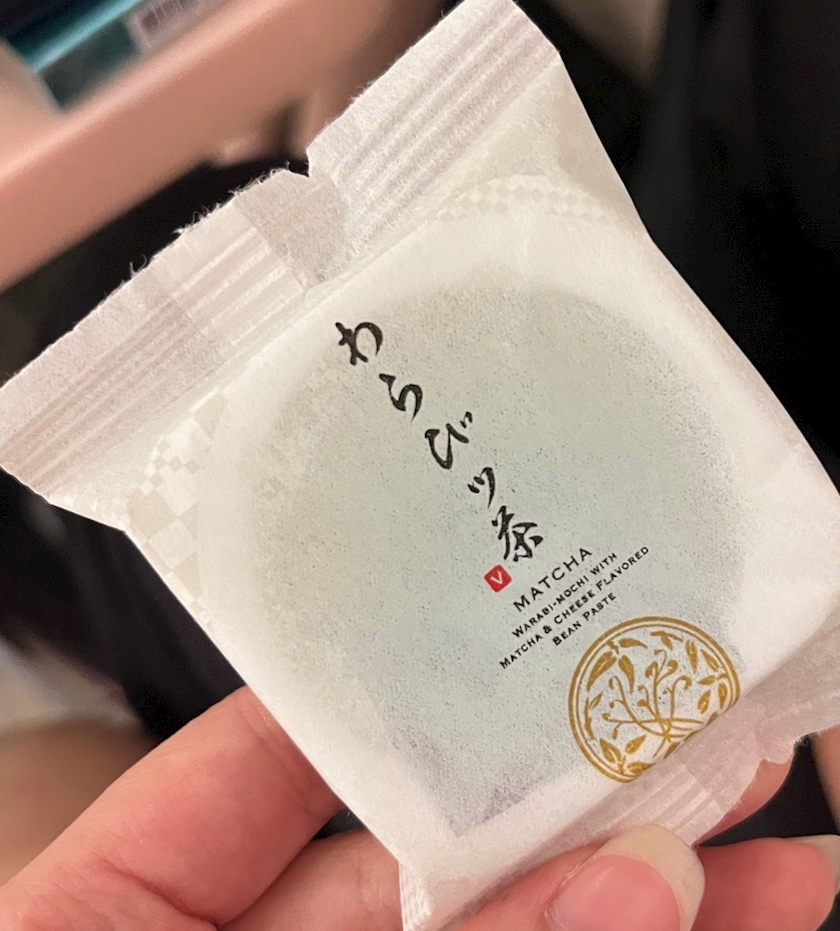 わらびッ茶
V
MATCHA
WARABI-MOCHI WITH
MATCHA & CHEESE FLAVORED
BEAN PASTE